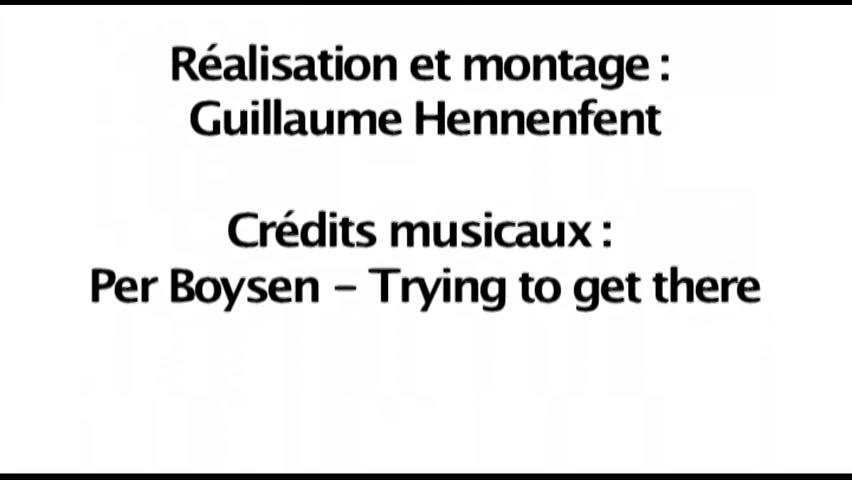 Réalisation et montage :
Guillaume Hennenfent
Crédits musicaux :
Per Boysen – Trying to get there